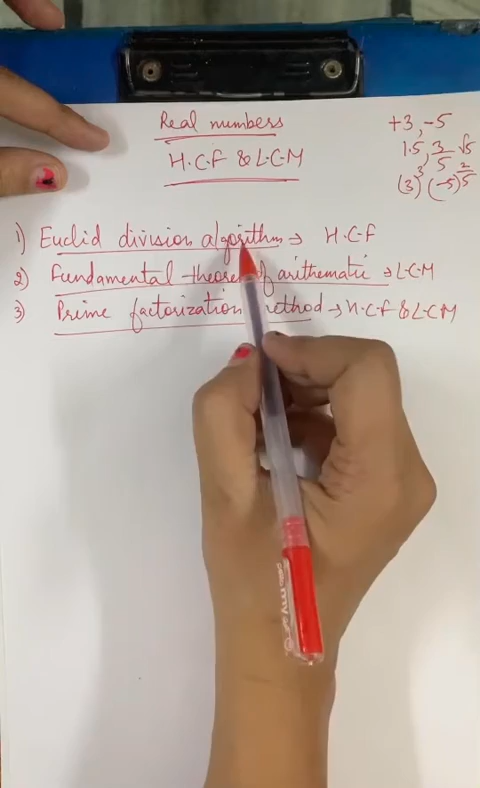 Real numbers
H.C.F & L.C.M
+3, -5
1.5, 3/5 √5
(3)³ (-5)^2/5
1) Euclid division algorithm → H.C.F
2) Fundamental theorem of arithematic → L.C.M
3) Prime factorization method → H.C.F & L.C.M